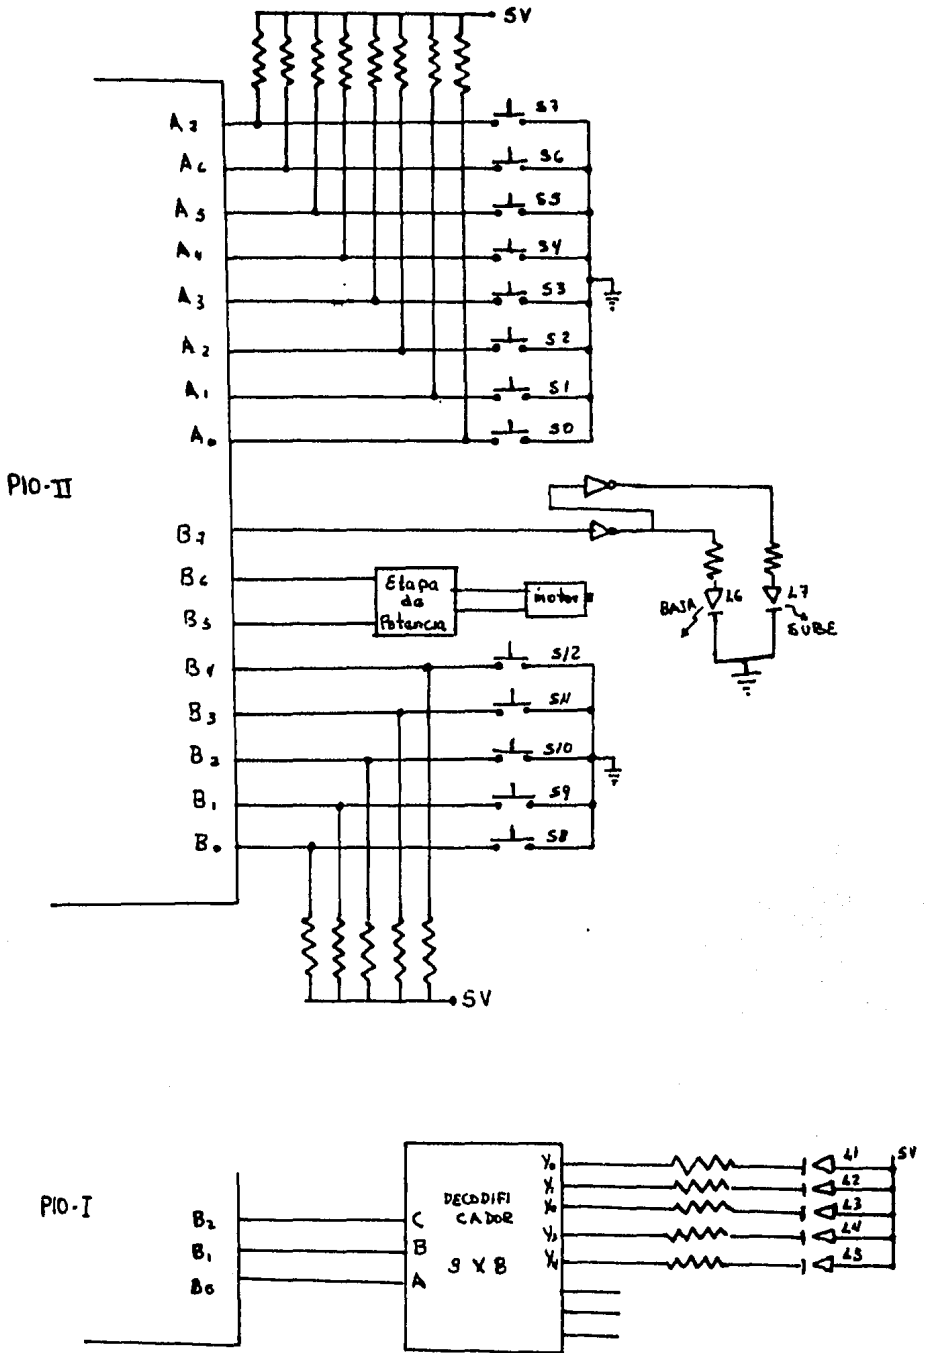 5V
A7
S7
A6
S6
A5
S5
A4
S4
A3
S3
A2
S2
A1
S1
A0
S0
PIO-II
B7
B6
Etapa
de
Potencia
motor
BAJA
L6
L7
SUBE
B5
B4
S12
B3
S11
B2
S10
B1
S9
B0
S8
5V
PIO-I
B2
B1
B0
C
B
A
DECODIFI
CADOR
3 X 8
Y0
Y1
Y3
Y4
L1
L2
L3
L4
L5
5V